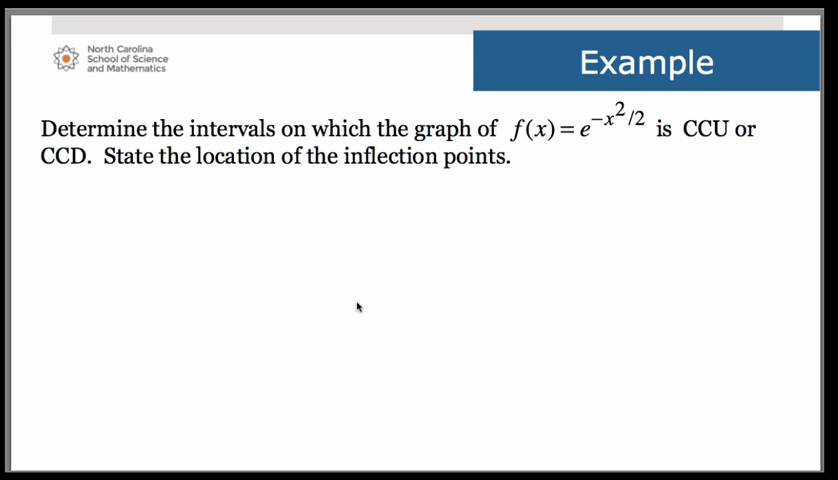 North Carolina
School of Science
and Mathematics
Example
Determine the intervals on which the graph of f(x) = e^{-x^2/2} is CCU or
CCD. State the location of the inflection points.